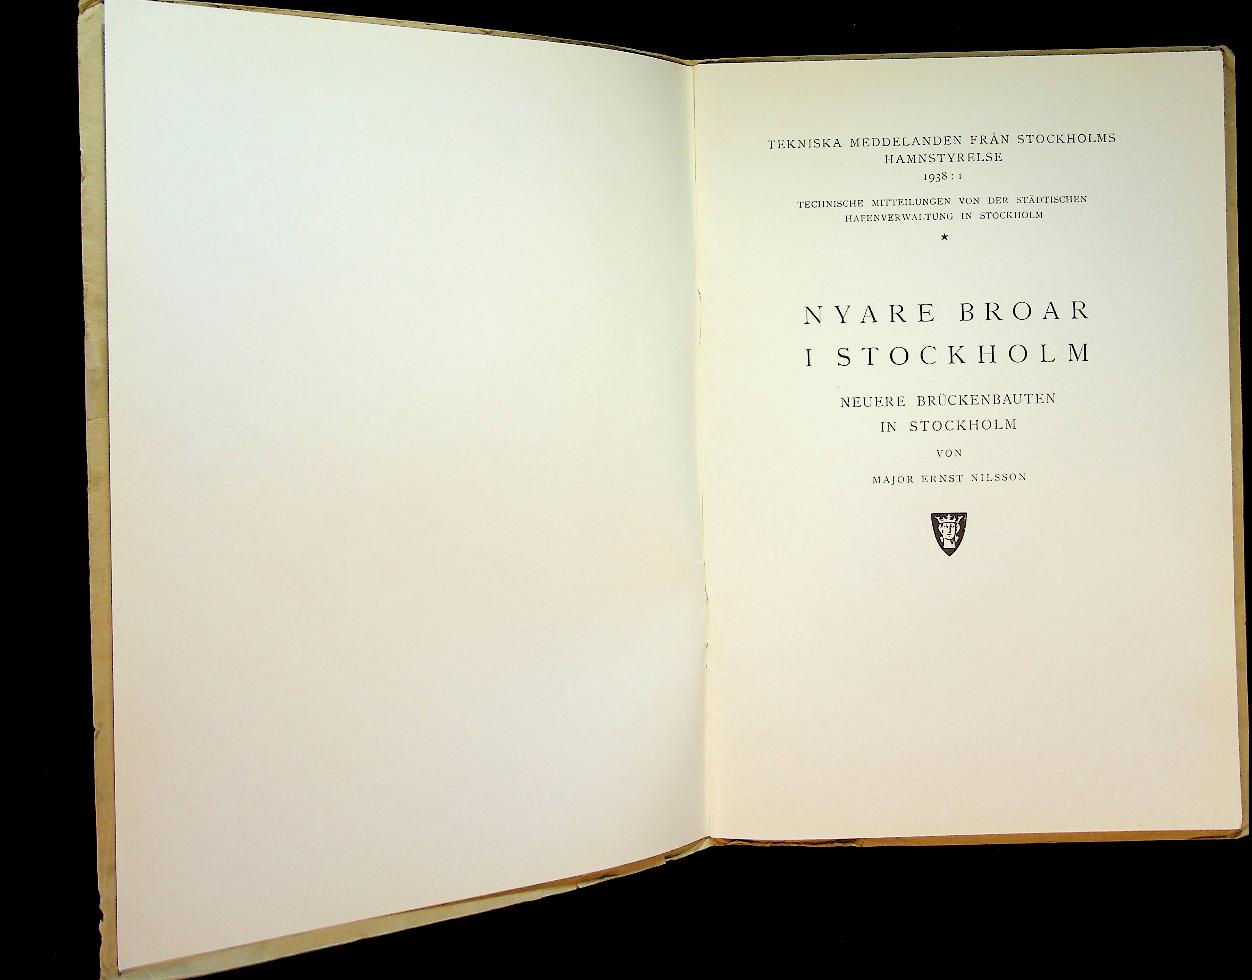 TEKNISKA MEDDELANDEN FRÅN STOCKHOLMS
HAMNSTYRELSE
1938 : 1
TECHNISCHE MITTEILUNGEN VON DER STÄDTISCHEN
HAFENVERWALTUNG IN STOCKHOLM
★
NYARE BROAR
I STOCKHOLM
NEUERE BRÜCKENBAUTEN
IN STOCKHOLM
VON
MAJOR ERNST NILSSON